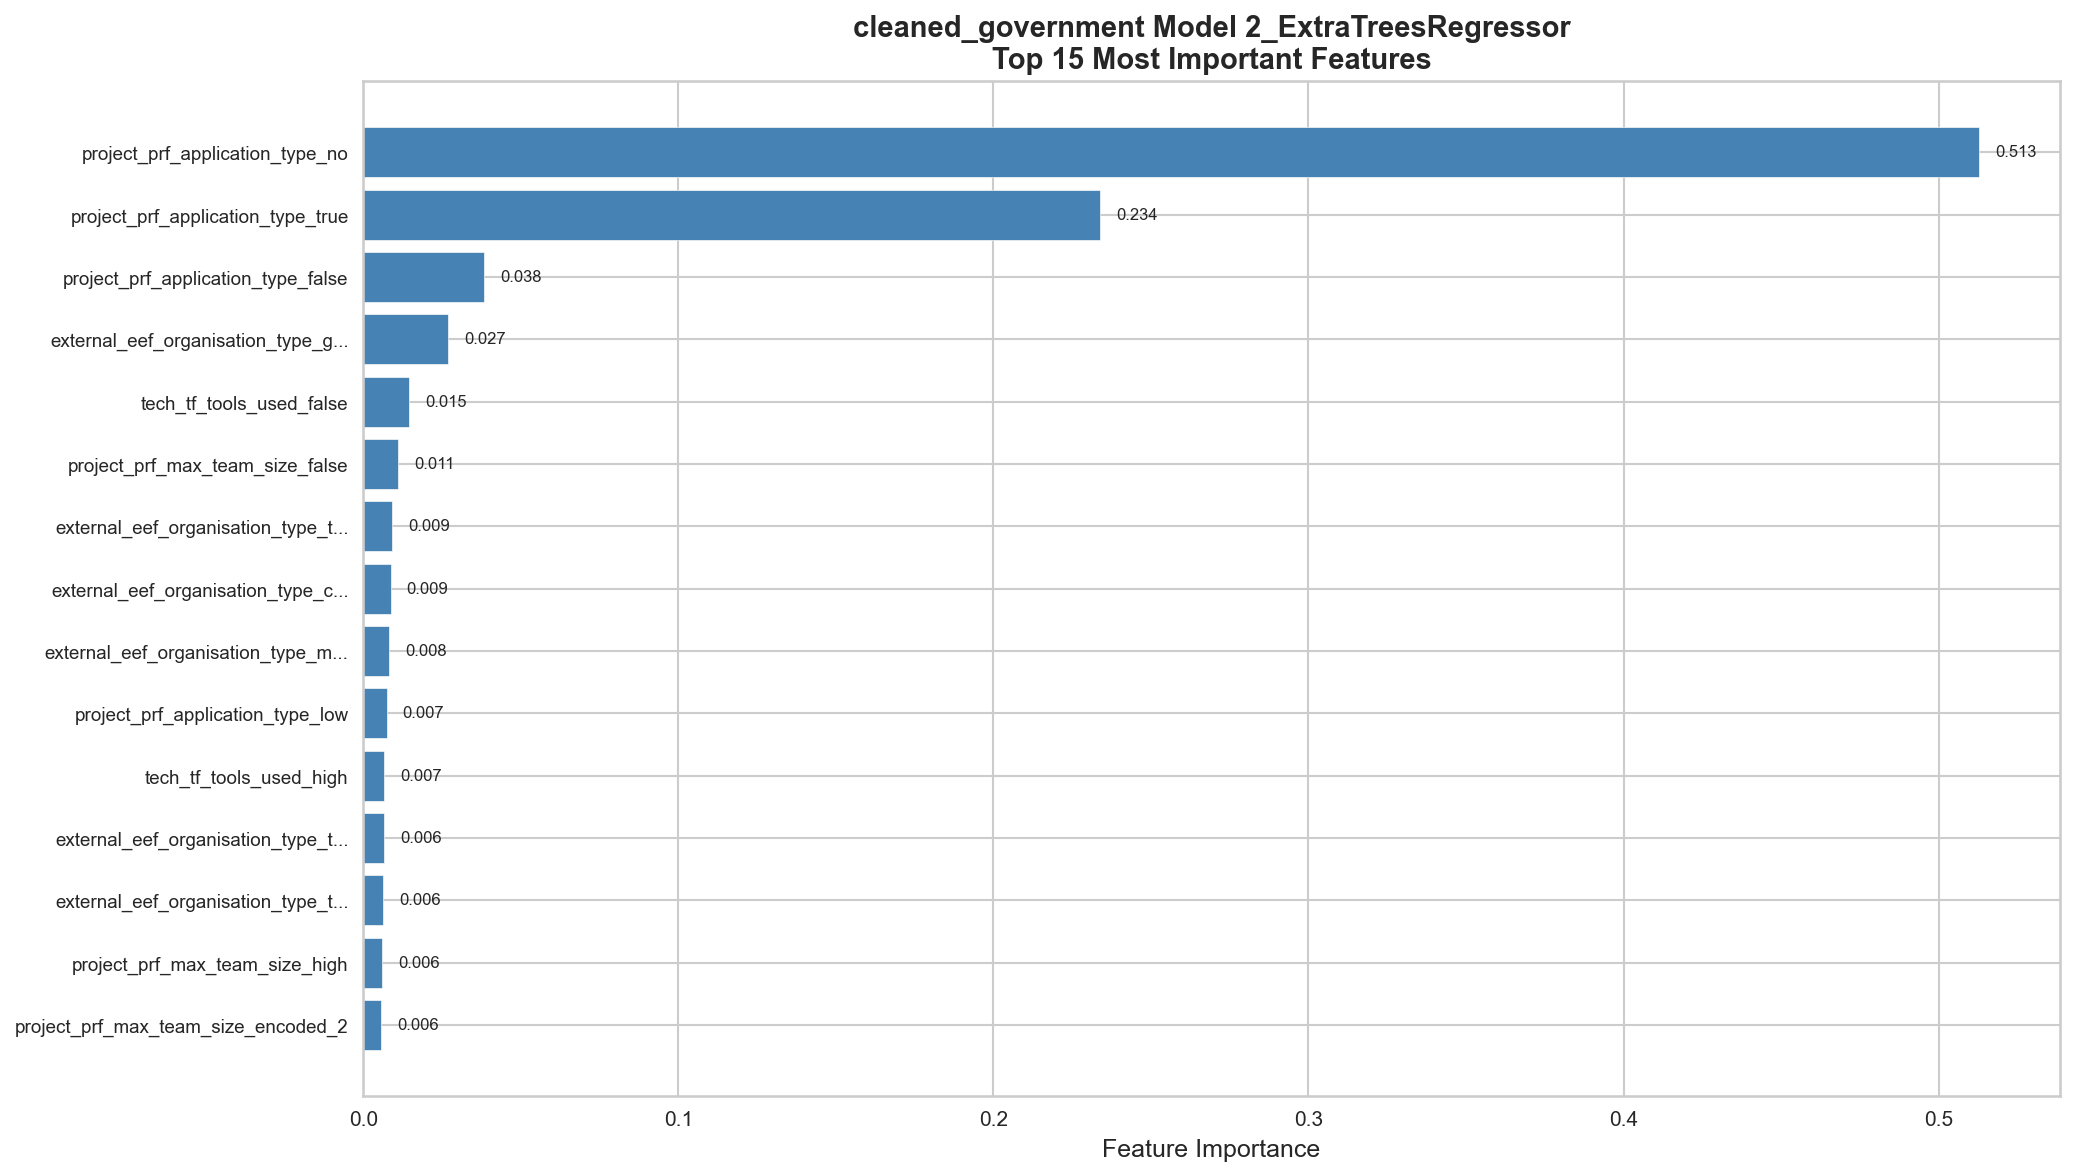 cleaned_government Model 2_ExtraTreesRegressor
Top 15 Most Important Features
project_prf_application_type_no 0.513
project_prf_application_type_true 0.234
project_prf_application_type_false 0.038
external_eef_organisation_type_g... 0.027
tech_tf_tools_used_false 0.015
project_prf_max_team_size_false 0.011
external_eef_organisation_type_t... 0.009
external_eef_organisation_type_c... 0.009
external_eef_organisation_type_m... 0.008
project_prf_application_type_low 0.007
tech_tf_tools_used_high 0.007
external_eef_organisation_type_t... 0.006
external_eef_organisation_type_t... 0.006
project_prf_max_team_size_high 0.006
project_prf_max_team_size_encoded_2 0.006
0.0 0.1 0.2 0.3 0.4 0.5
Feature Importance